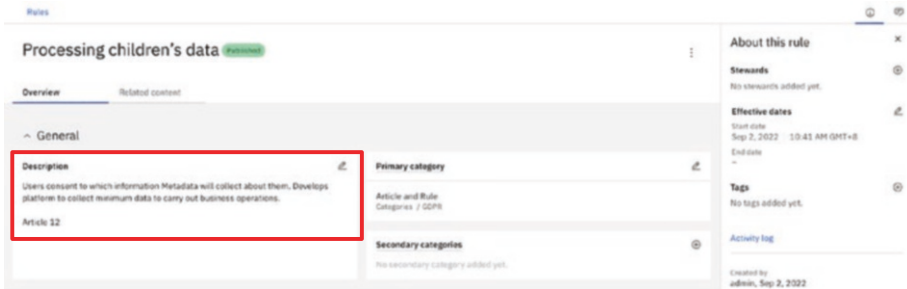 Rules
Processing children's data Published
Overview Related content
General
Description
Users consent to which information Metadata will collect about them. Develops
platform to collect minimum data to carry out business operations.
Article 12
Primary category
Article and Rule
Categories / GDPR
Secondary categories
No secondary category added yet.
About this rule
Stewards
No stewards added yet.
Effective dates
Start date
Sep 2, 2022 10:41 AM GMT+8
End date
–
Tags
No tags added yet.
Activity log
Created by
admin, Sep 2, 2022